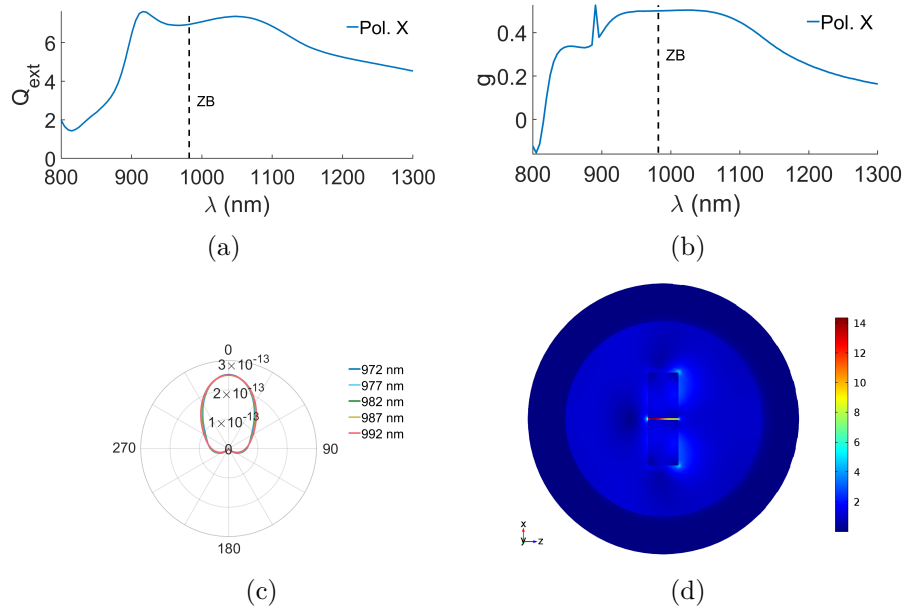 Pol. X
Q_ext
6
4
2
0
ZB
800 900 1000 1100 1200 1300
λ (nm)
(a)
Pol. X
g
0.4
0.2
0
ZB
800 900 1000 1100 1200 1300
λ (nm)
(b)
0
3×10^-13
2×10^-13
1×10^-13
0
270
90
180
972 nm
977 nm
982 nm
987 nm
992 nm
(c)
14
12
10
8
6
4
2
x
y
z
(d)